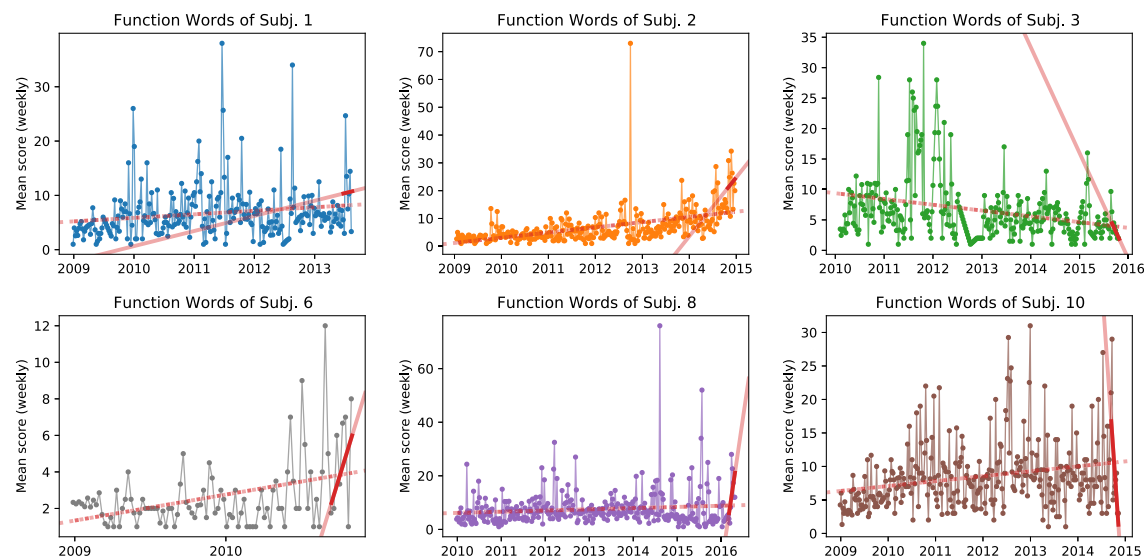 Function Words of Subj. 1
Mean score (weekly)
30
20
10
0
2009 2010 2011 2012 2013
Function Words of Subj. 2
Mean score (weekly)
70
60
50
40
30
20
10
0
2009 2010 2011 2012 2013 2014 2015
Function Words of Subj. 3
Mean score (weekly)
35
30
25
20
15
10
5
0
2010 2011 2012 2013 2014 2015 2016
Function Words of Subj. 6
Mean score (weekly)
12
10
8
6
4
2
2009 2010
Function Words of Subj. 8
Mean score (weekly)
60
40
20
0
2010 2011 2012 2013 2014 2015 2016
Function Words of Subj. 10
Mean score (weekly)
30
25
20
15
10
5
0
2009 2010 2011 2012 2013 2014 2015